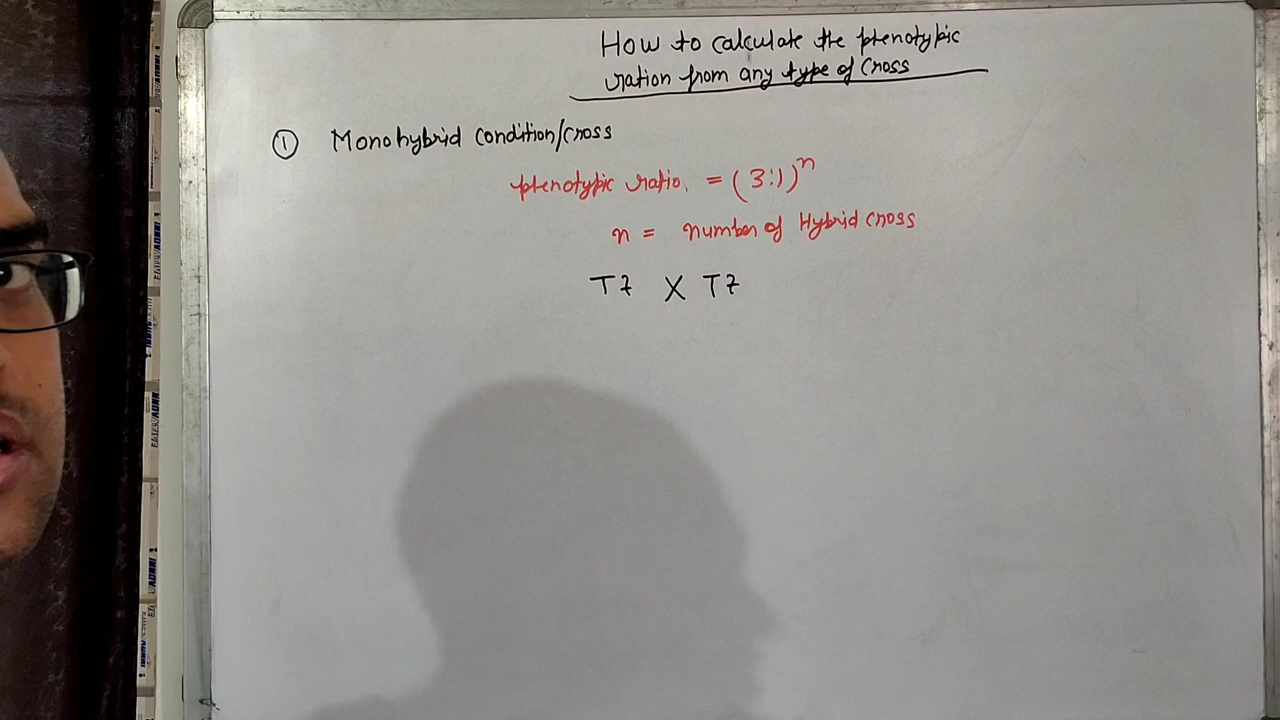 How to calculate the phenotypic
ration from any type of Cross
① Monohybrid condition/cross
phenotypic ratio. = (3:1)ⁿ
n = number of Hybrid cross
Tt X Tt